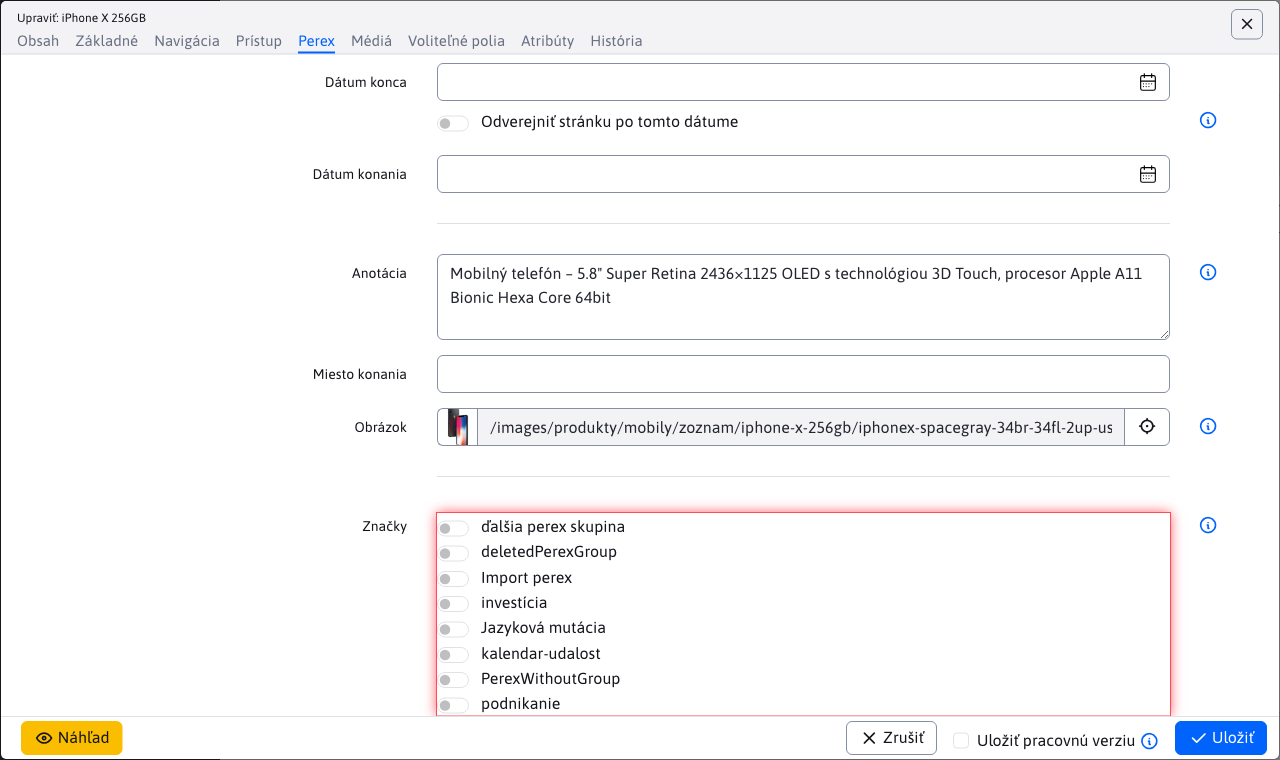 Upraviť: iPhone X 256GB
Obsah Základné Navigácia Prístup Perex Médiá Voliteľné polia Atribúty História
Dátum konca
Odverejniť stránku po tomto dátume
Dátum konania
Anotácia
Mobilný telefón – 5.8" Super Retina 2436×1125 OLED s technológiou 3D Touch, procesor Apple A11
Bionic Hexa Core 64bit
Miesto konania
Obrázok
/images/produkty/mobily/zoznam/iphone-x-256gb/iphonex-spacegray-34br-34fl-2up-us
Značky
ďalšia perex skupina
deletedPerexGroup
Import perex
investícia
Jazyková mutácia
kalendar-udalost
PerexWithoutGroup
podnikanie
Náhľad Zrušiť Uložiť pracovnú verziu Uložiť